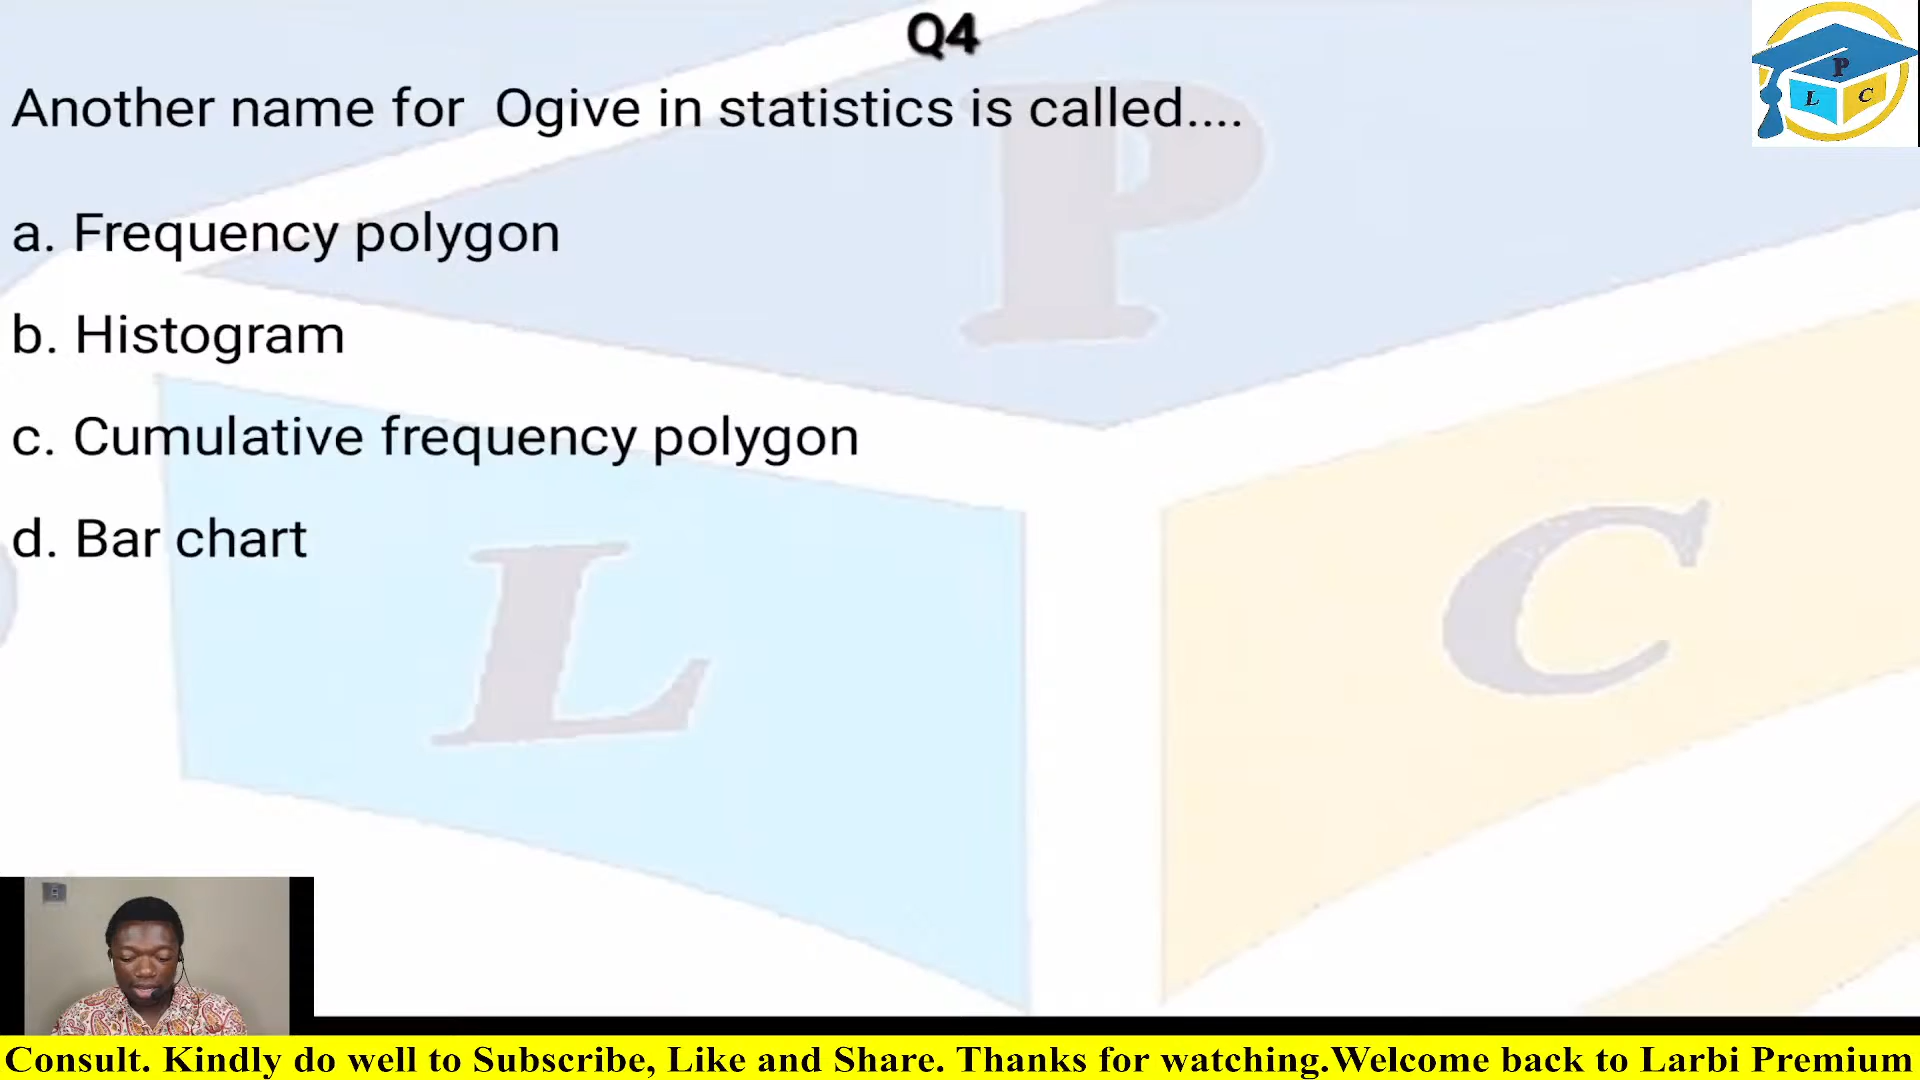 Q4
P
L C
Another name for Ogive in statistics is called....
P
a. Frequency polygon
b. Histogram
c. Cumulative frequency polygon
d. Bar chart
L
C
Consult. Kindly do well to Subscribe, Like and Share. Thanks for watching.Welcome back to Larbi Premium